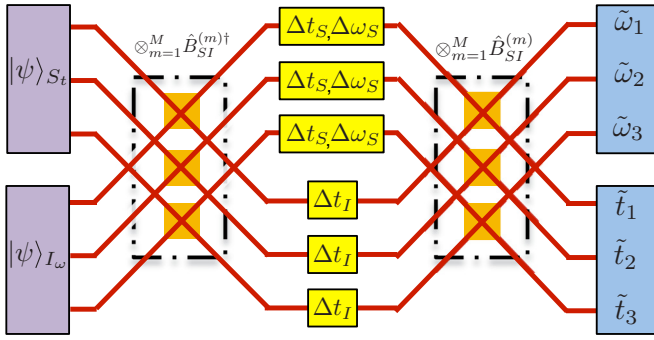 |ψ⟩_{S_t}
|ψ⟩_{I_ω}
⊗_{m=1}^{M} B̂_{SI}^{(m)†}
Δt_S,Δω_S
Δt_S,Δω_S
Δt_S,Δω_S
Δt_I
Δt_I
Δt_I
⊗_{m=1}^{M} B̂_{SI}^{(m)}
ω̃_1
ω̃_2
ω̃_3
t̃_1
t̃_2
t̃_3